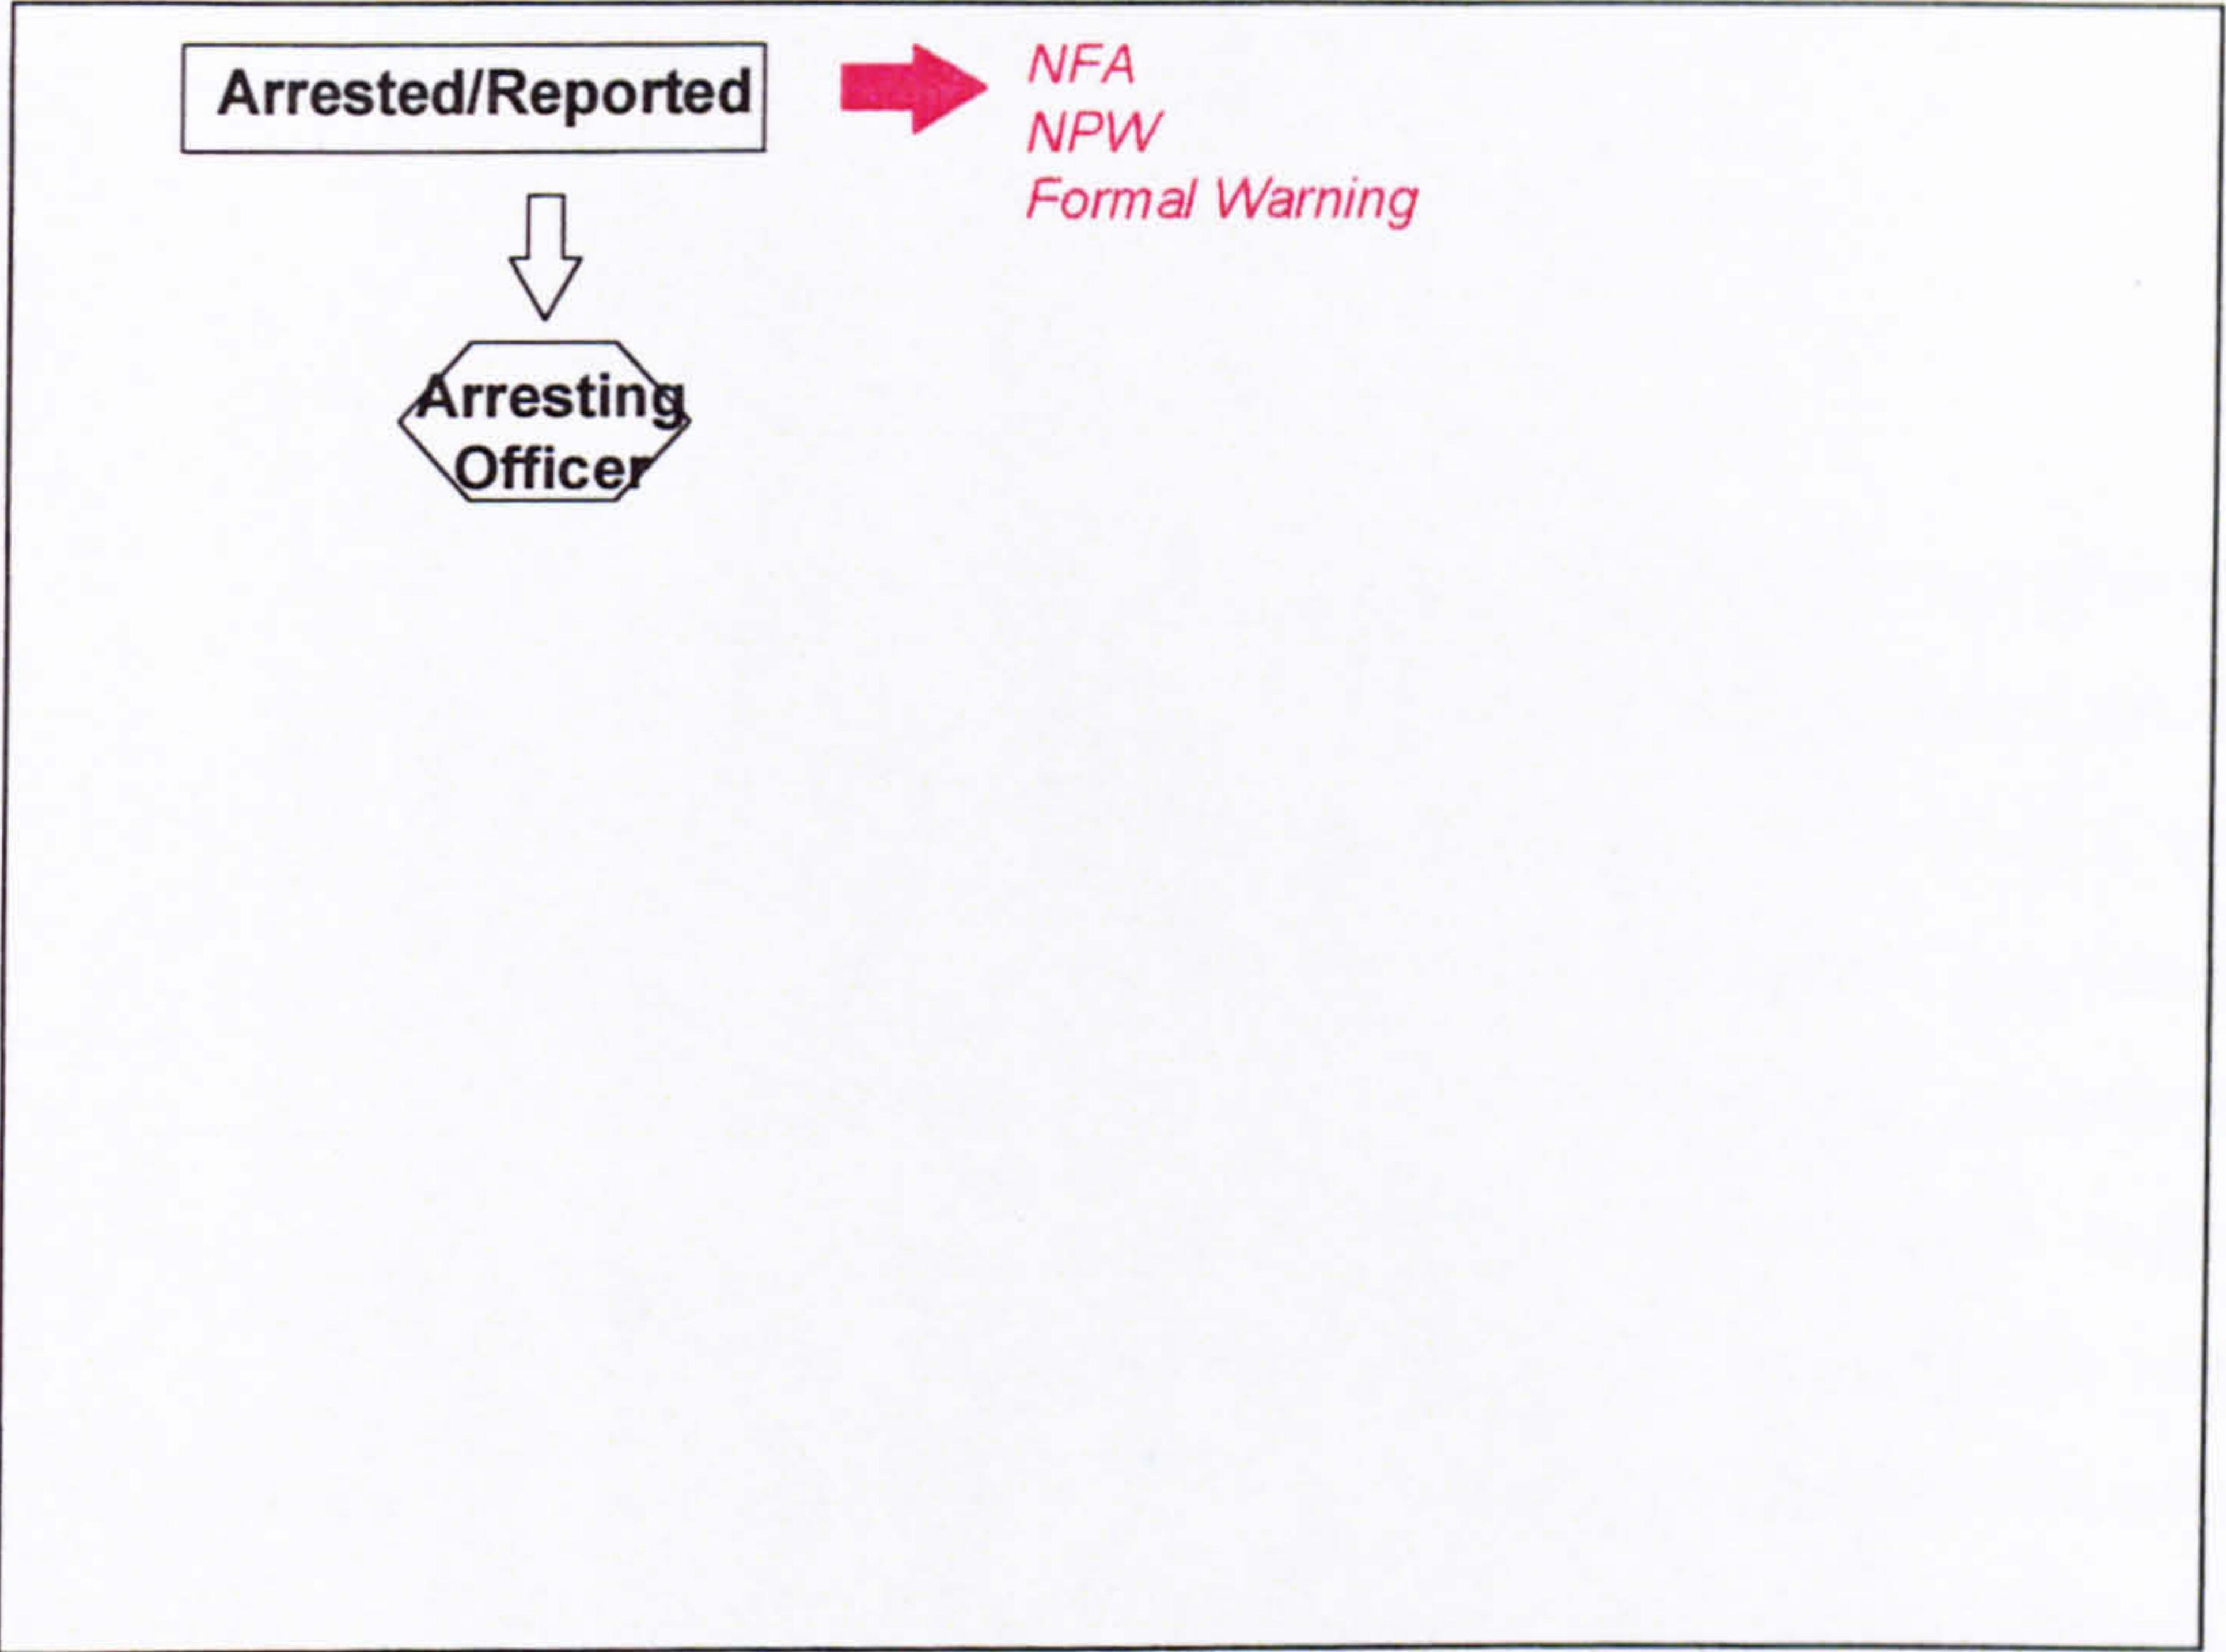 Arrested/Reported
NFA
NPW
Formal Warning
Arresting
Officer